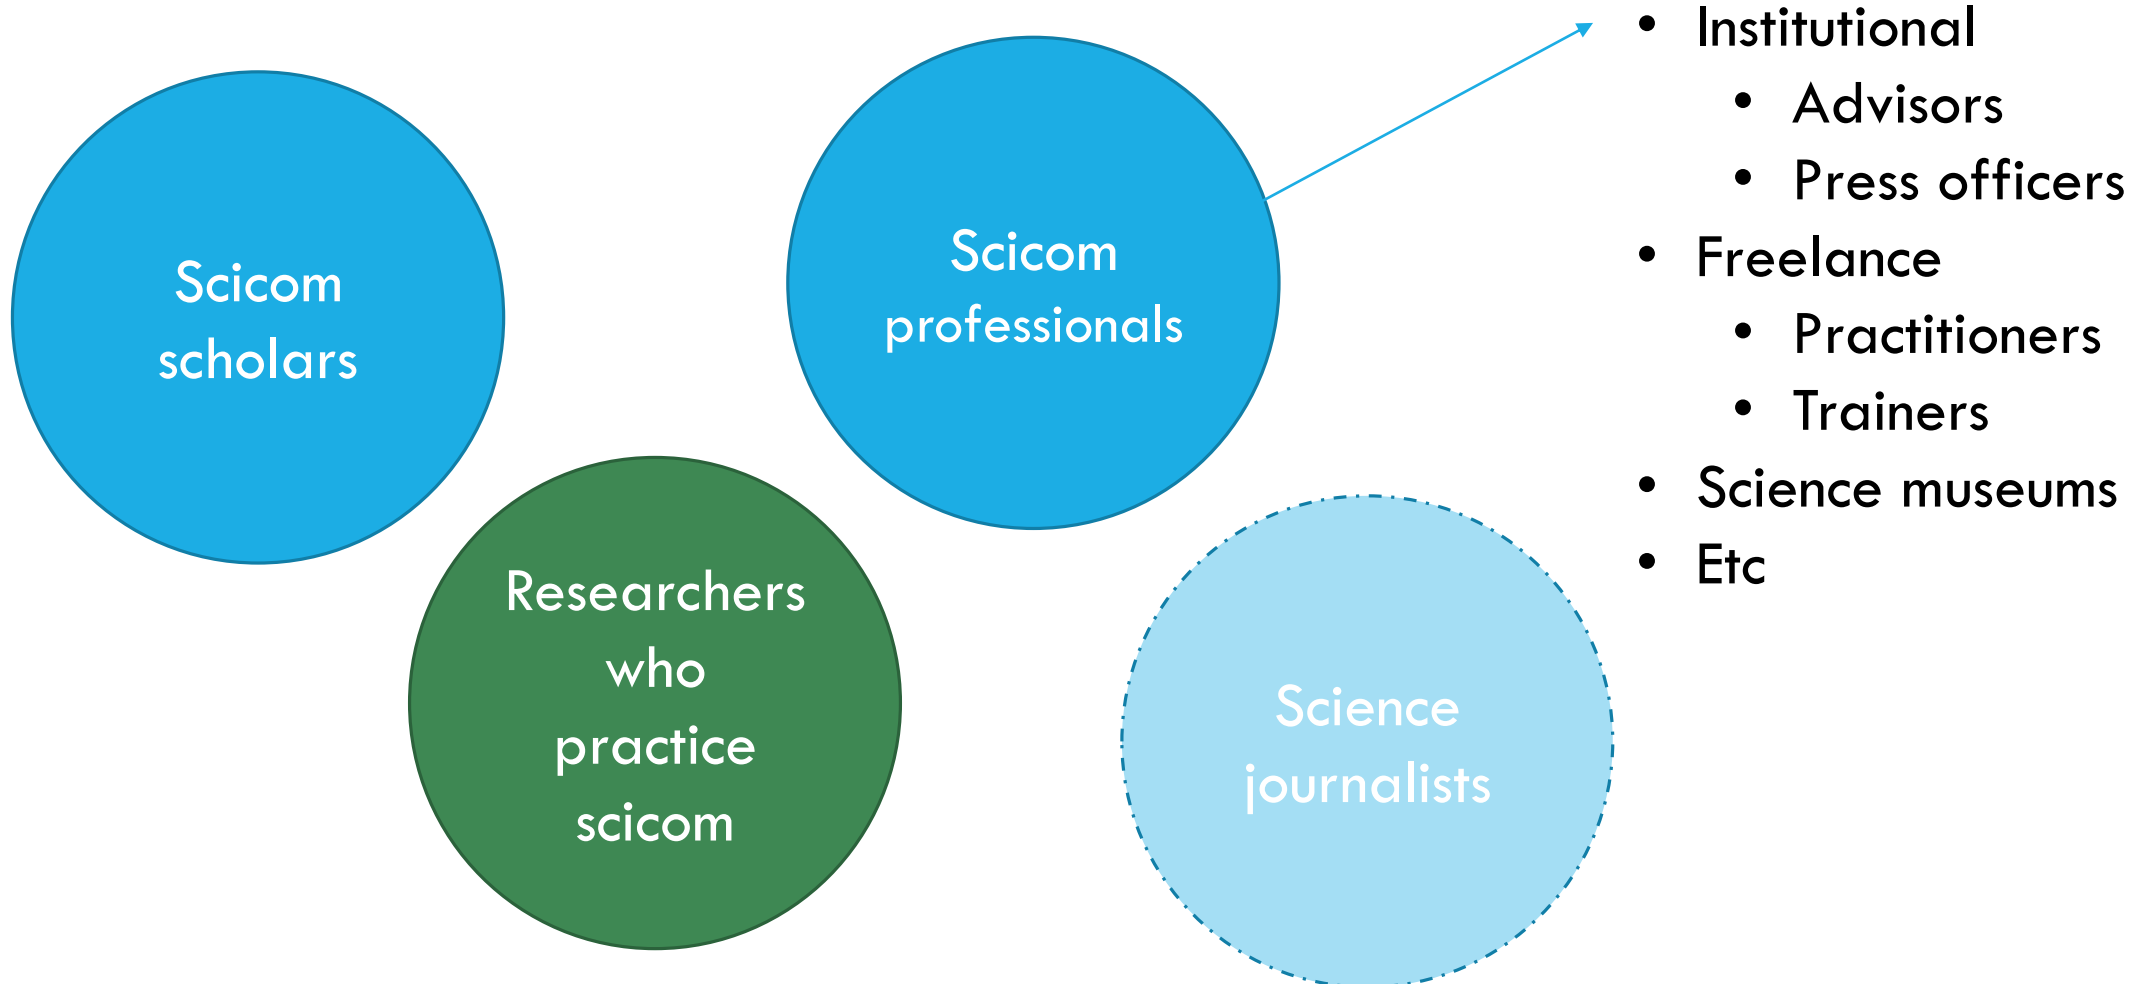 Scicom
scholars
Scicom
professionals
Researchers
who
practice
scicom
Science
journalists
• Institutional
• Advisors
• Press officers
• Freelance
• Practitioners
• Trainers
• Science museums
• Etc